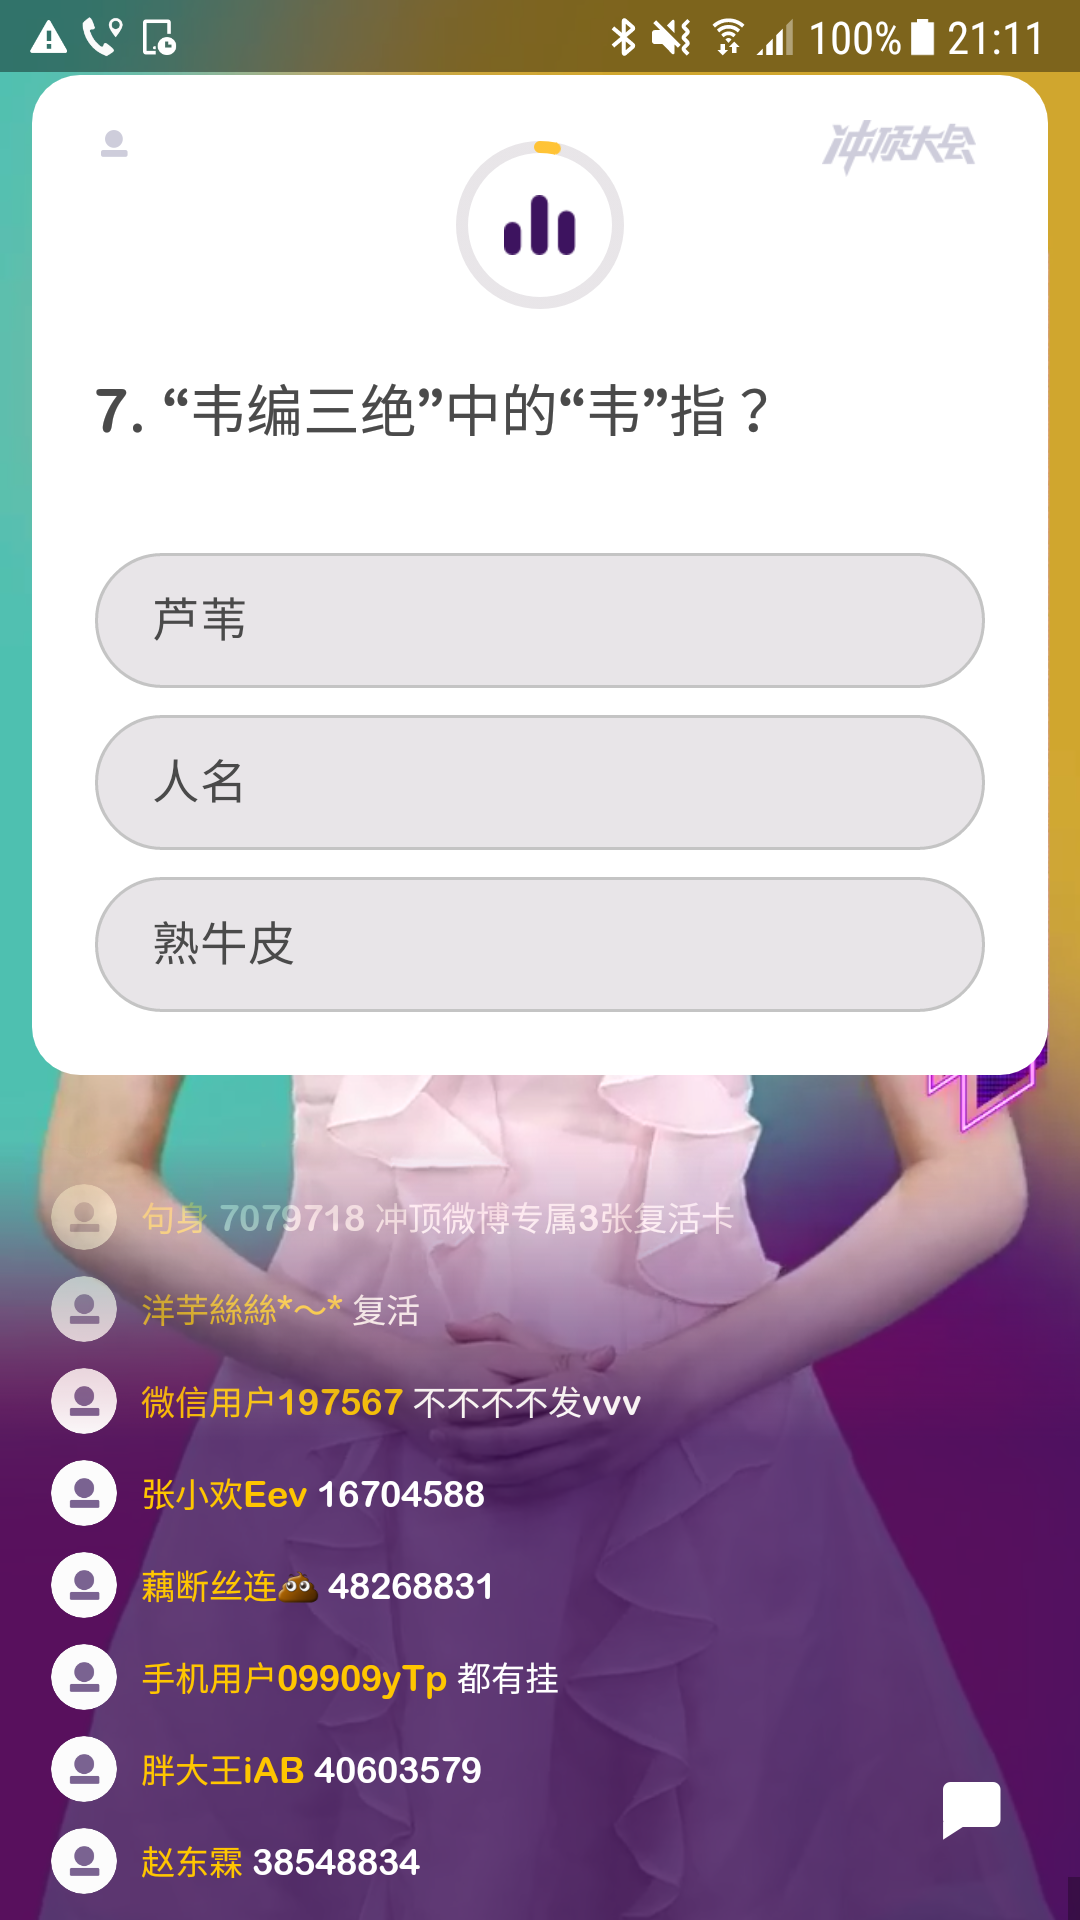 100% 21:11
冲顶大会
7. “韦编三绝”中的“韦”指？
芦苇
人名
熟牛皮
句身 7079718 冲顶微博专属3张复活卡
洋芋絲絲*～* 复活
微信用户197567 不不不不发vvv
张小欢Eev 16704588
藕断丝连💩 48268831
手机用户09909yTp 都有挂
胖大王iAB 40603579
赵东霖 38548834